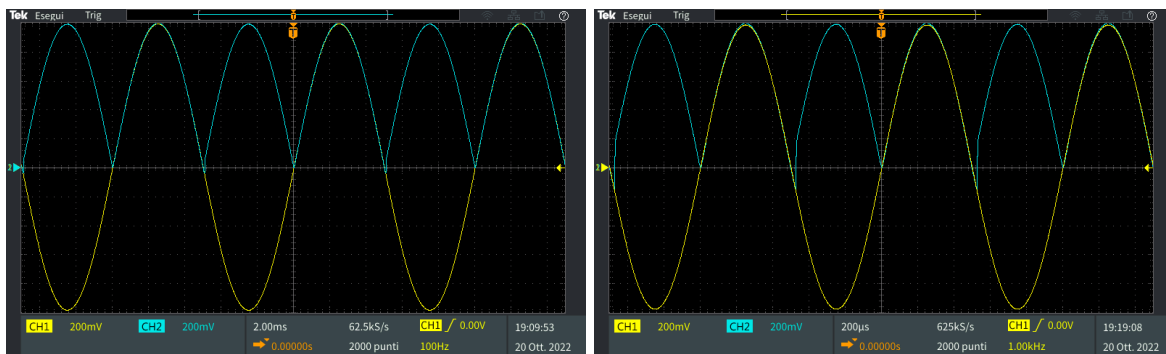 Tek Esegui Trig
T
T
2
CH1 200mV CH2 200mV 2.00ms 62.5kS/s CH1 0.00V 19:09:53
0.00000s 2000 punti 100Hz 20 Ott. 2022
Tek Esegui Trig
T
T
2
CH1 200mV CH2 200mV 200µs 625kS/s CH1 0.00V 19:19:08
0.00000s 2000 punti 1.00kHz 20 Ott. 2022